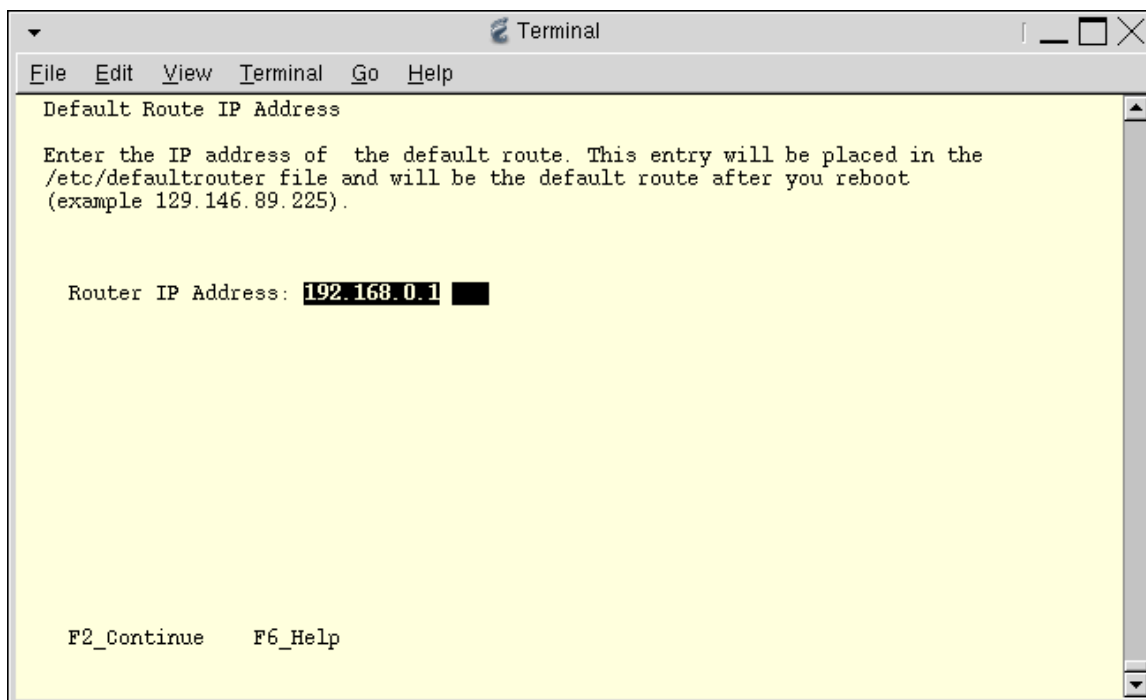 Terminal
File Edit View Terminal Go Help
Default Route IP Address
Enter the IP address of  the default route. This entry will be placed in the
/etc/defaultrouter file and will be the default route after you reboot
(example 129.146.89.225).
Router IP Address: 192.168.0.1
F2_Continue    F6_Help